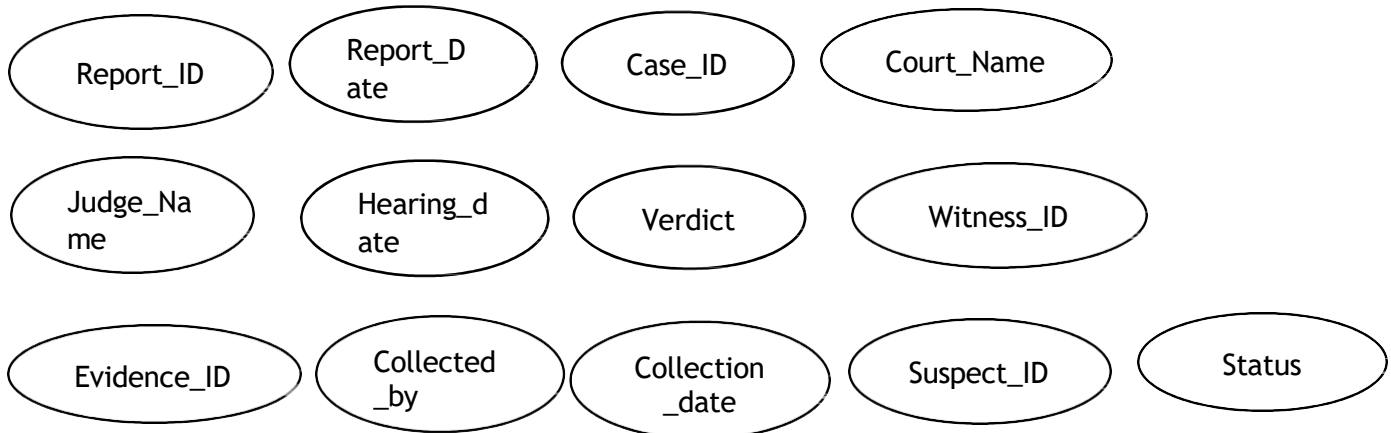 Report_ID
Report_D
ate
Case_ID
Court_Name
Judge_Na
me
Hearing_d
ate
Verdict
Witness_ID
Evidence_ID
Collected
_by
Collection
_date
Suspect_ID
Status